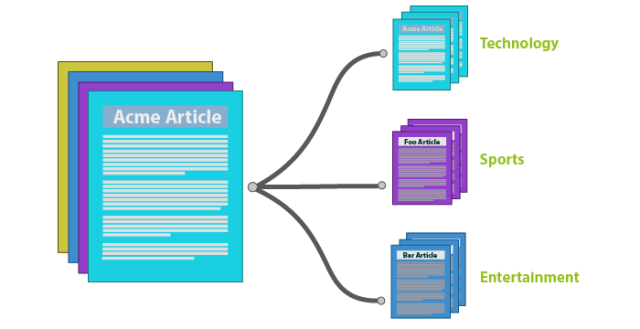 Acme Article
Acme Article
Technology
Foo Article
Sports
Bar Article
Entertainment